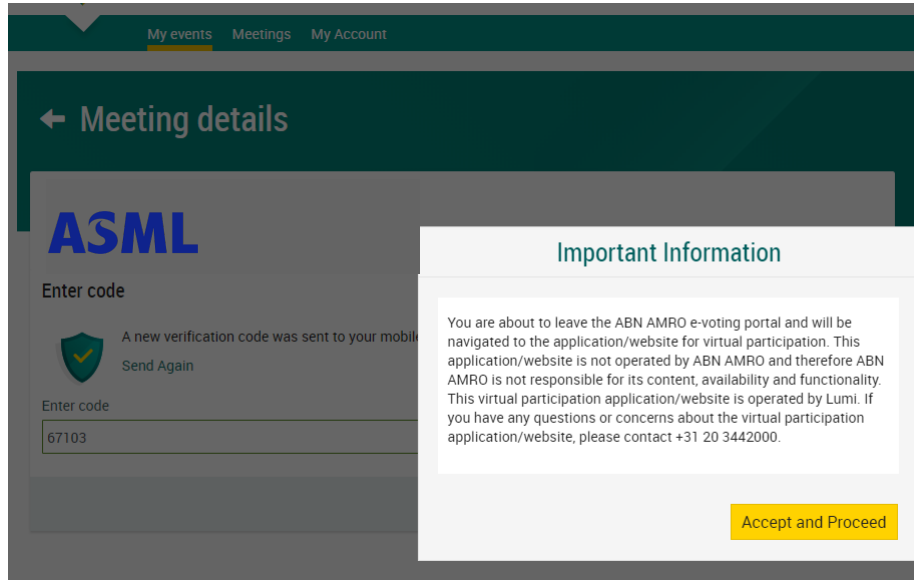 My events Meetings My Account
Meeting details
ASML
Enter code
A new verification code was sent to your mobile
Send Again
Enter code
67103
Important Information
You are about to leave the ABN AMRO e-voting portal and will be
navigated to the application/website for virtual participation. This
application/website is not operated by ABN AMRO and therefore ABN
AMRO is not responsible for its content, availability and functionality.
This virtual participation application/website is operated by Lumi. If
you have any questions or concerns about the virtual participation
application/website, please contact +31 20 3442000.
Accept and Proceed